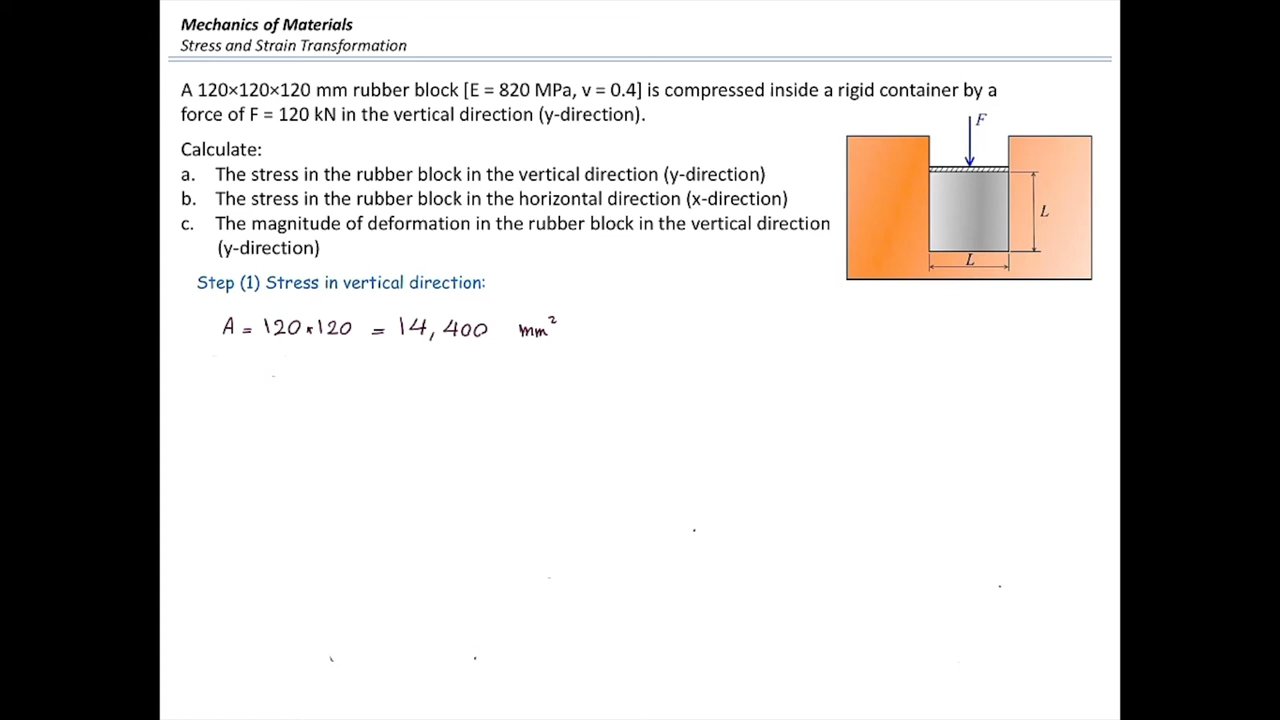 Mechanics of Materials
Stress and Strain Transformation
A 120×120×120 mm rubber block [E = 820 MPa, v = 0.4] is compressed inside a rigid container by a
force of F = 120 kN in the vertical direction (y-direction).
Calculate:
a. The stress in the rubber block in the vertical direction (y-direction)
b. The stress in the rubber block in the horizontal direction (x-direction)
c. The magnitude of deformation in the rubber block in the vertical direction
(y-direction)
F
L
L
Step (1) Stress in vertical direction:
A = 120 × 120 = 14,400 mm²